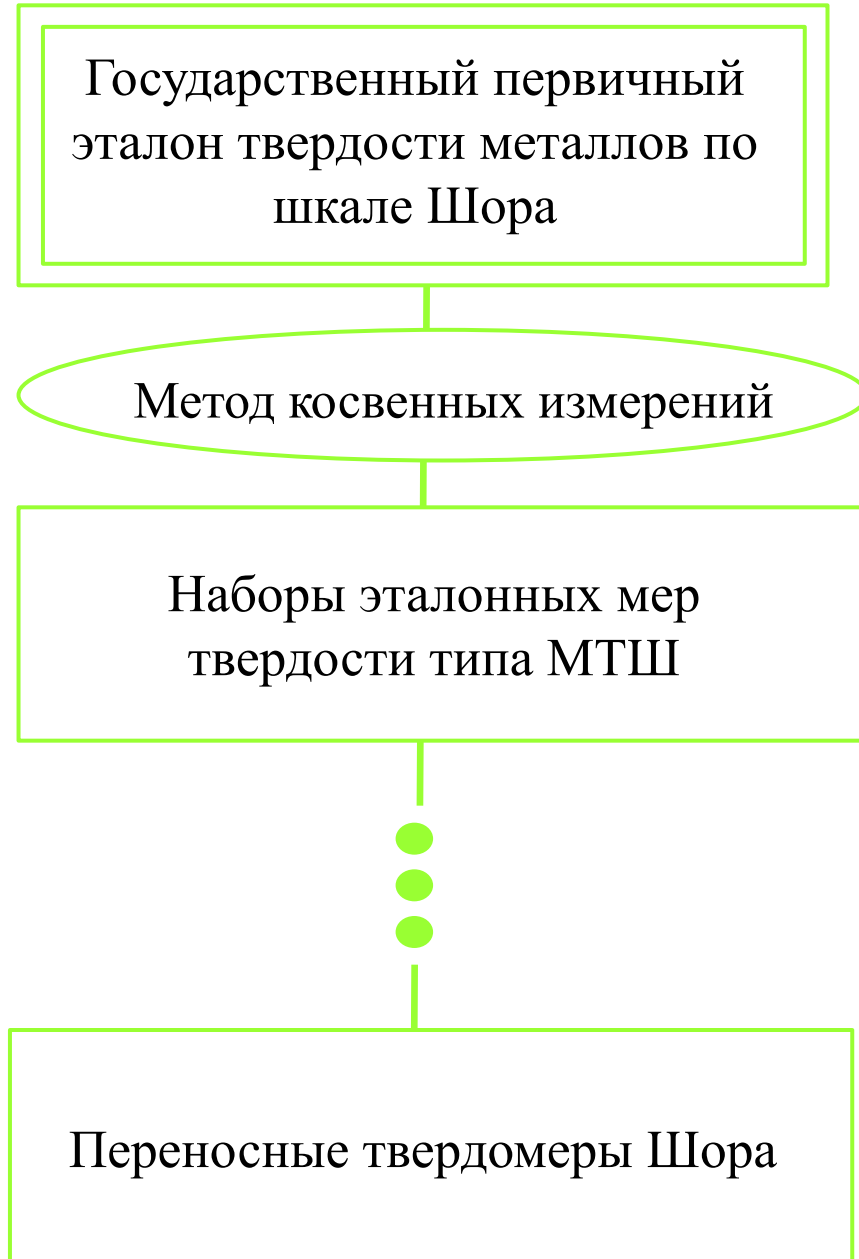 Государственный первичный
эталон твердости металлов по
шкале Шора
Метод косвенных измерений
Наборы эталонных мер
твердости типа МТШ
Переносные твердомеры Шора